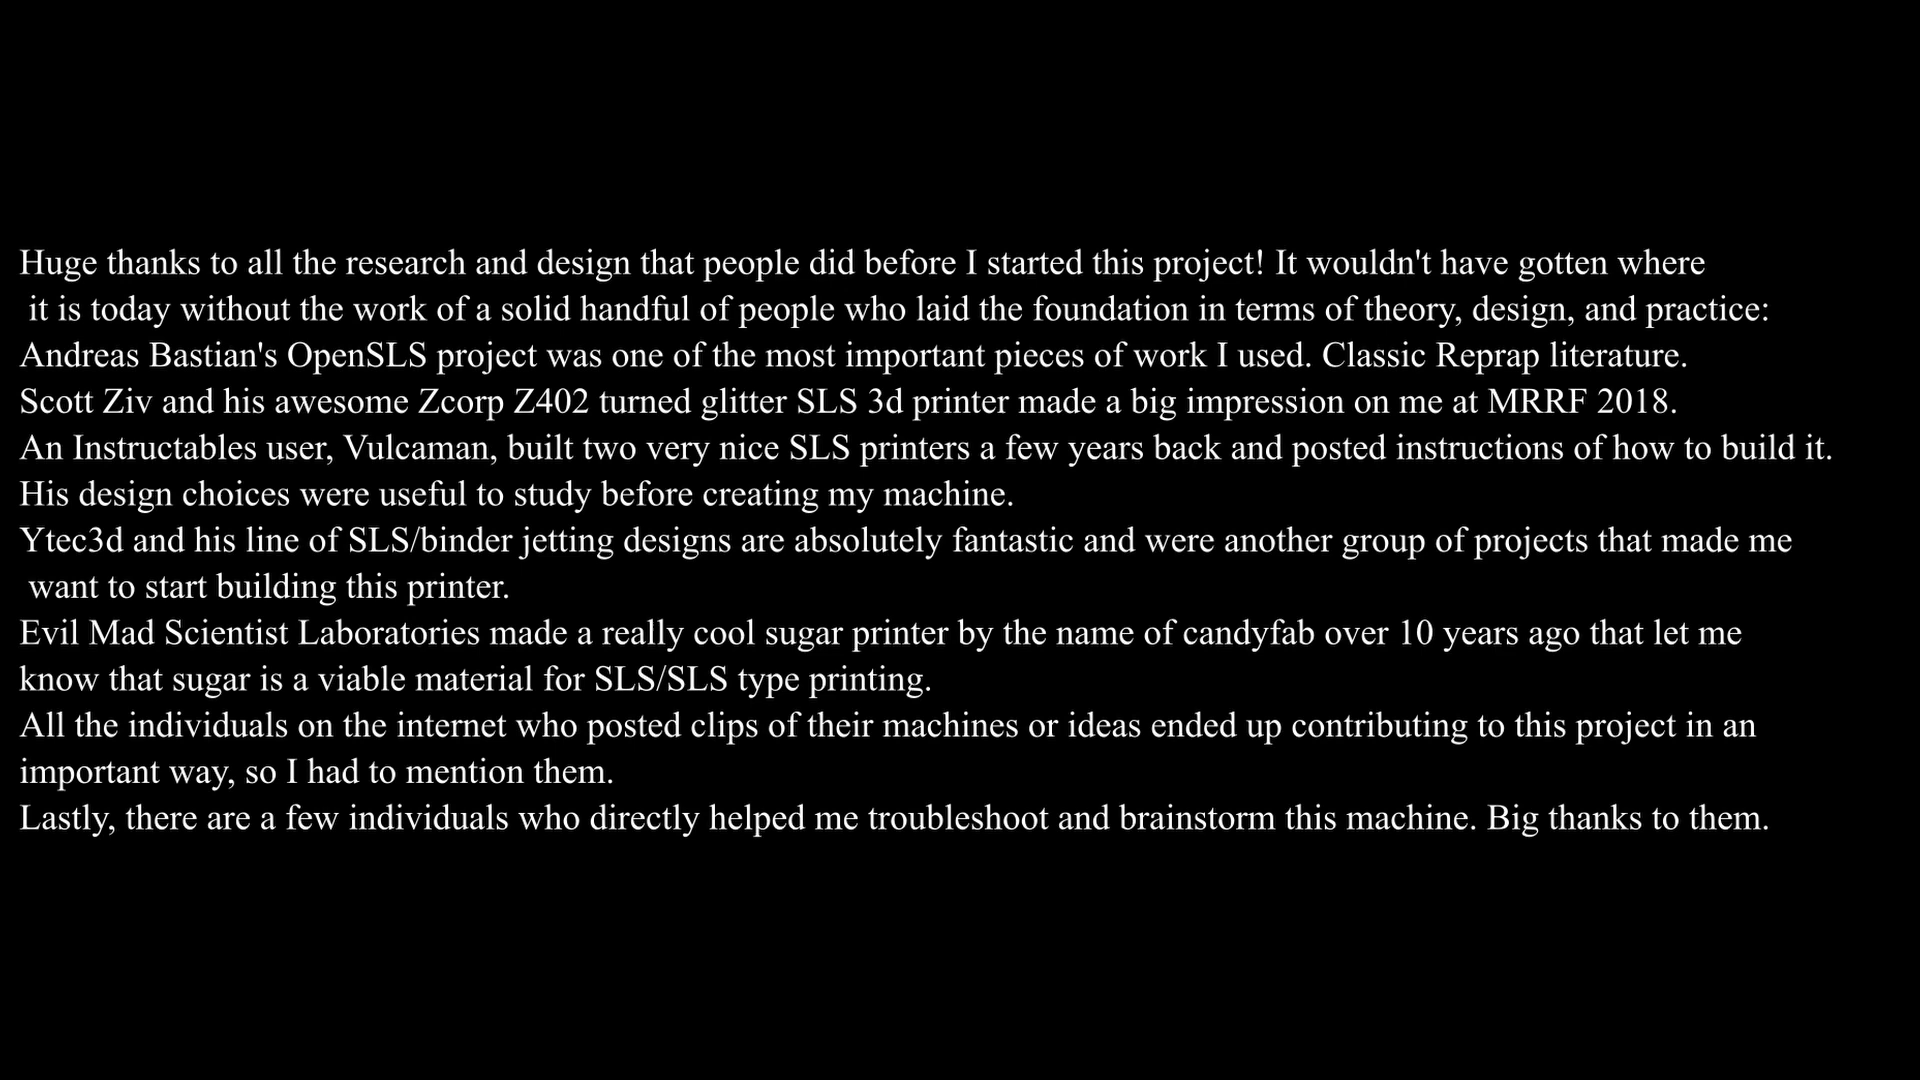 Huge thanks to all the research and design that people did before I started this project! It wouldn't have gotten where
it is today without the work of a solid handful of people who laid the foundation in terms of theory, design, and practice:
Andreas Bastian's OpenSLS project was one of the most important pieces of work I used. Classic Reprap literature.
Scott Ziv and his awesome Zcorp Z402 turned glitter SLS 3d printer made a big impression on me at MRRF 2018.
An Instructables user, Vulcaman, built two very nice SLS printers a few years back and posted instructions of how to build it.
His design choices were useful to study before creating my machine.
Ytec3d and his line of SLS/binder jetting designs are absolutely fantastic and were another group of projects that made me
want to start building this printer.
Evil Mad Scientist Laboratories made a really cool sugar printer by the name of candyfab over 10 years ago that let me
know that sugar is a viable material for SLS/SLS type printing.
All the individuals on the internet who posted clips of their machines or ideas ended up contributing to this project in an
important way, so I had to mention them.
Lastly, there are a few individuals who directly helped me troubleshoot and brainstorm this machine. Big thanks to them.